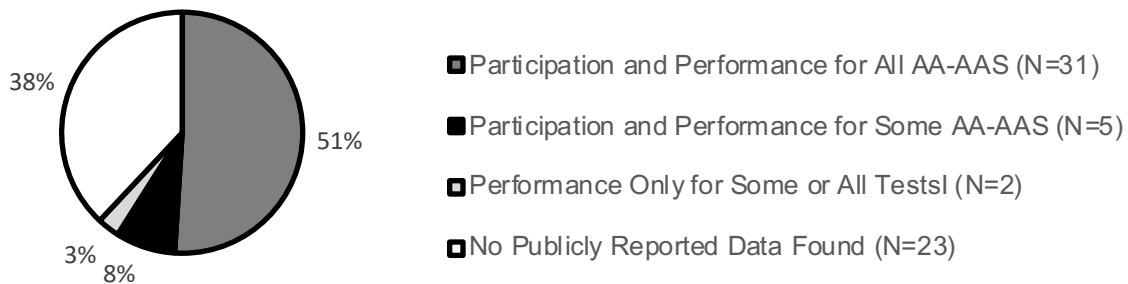 38%
51%
3%
8%
Participation and Performance for All AA-AAS (N=31)
Participation and Performance for Some AA-AAS (N=5)
Performance Only for Some or All Testsl (N=2)
No Publicly Reported Data Found (N=23)